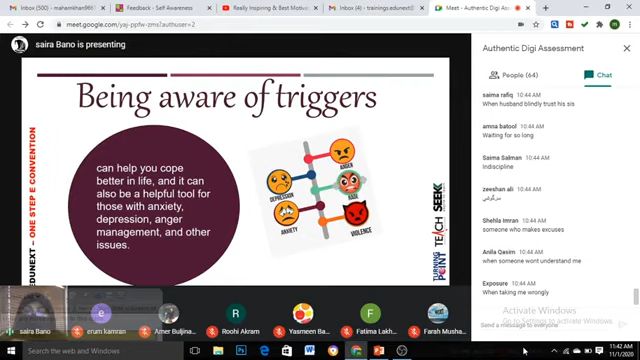 Inbox (500) - mahamkhan966
Feedback - Self Awareness
Really Inspiring & Best Motiva
Inbox (4) - trainings.edunext@
Meet - Authentic Digi Assessm
meet.google.com/yaj-ppfw-zms?authuser=2
saira Bano is presenting
Being aware of triggers
can help you cope
better in life, and it can
also be a helpful tool for
those with anxiety,
depression, anger
management, and other
issues.
ANGER
DEPRESSION
RAGE
ANXIETY
VIOLENCE
EDUNEXT – ONE STEP E CONVENTION
TURNING
POINT
TEACH
SEEK
saira Bano
erum kamran
Amer Buljina...
Roohi Akram
Yasmeen Ba...
Fatima Lakh...
Farah Musha...
Authentic Digi Assessment
People (64)
Chat
saima rafiq 10:44 AM
When husband blindly trust his sis
amna batool 10:44 AM
Waiting for so long
Saima Salman 10:44 AM
indiscipline
zeeshan ali 10:44 AM
سرگوشی
Shehla Imran 10:44 AM
someone who makes excuses
Anila Qasim 10:44 AM
when someone wont understand me
Exposure 10:44 AM
When taking me wrongly
Activate Windows
Go to Settings to activate Windows.
Send a message to everyone
Search the web and Windows
11:42 AM
11/1/2020